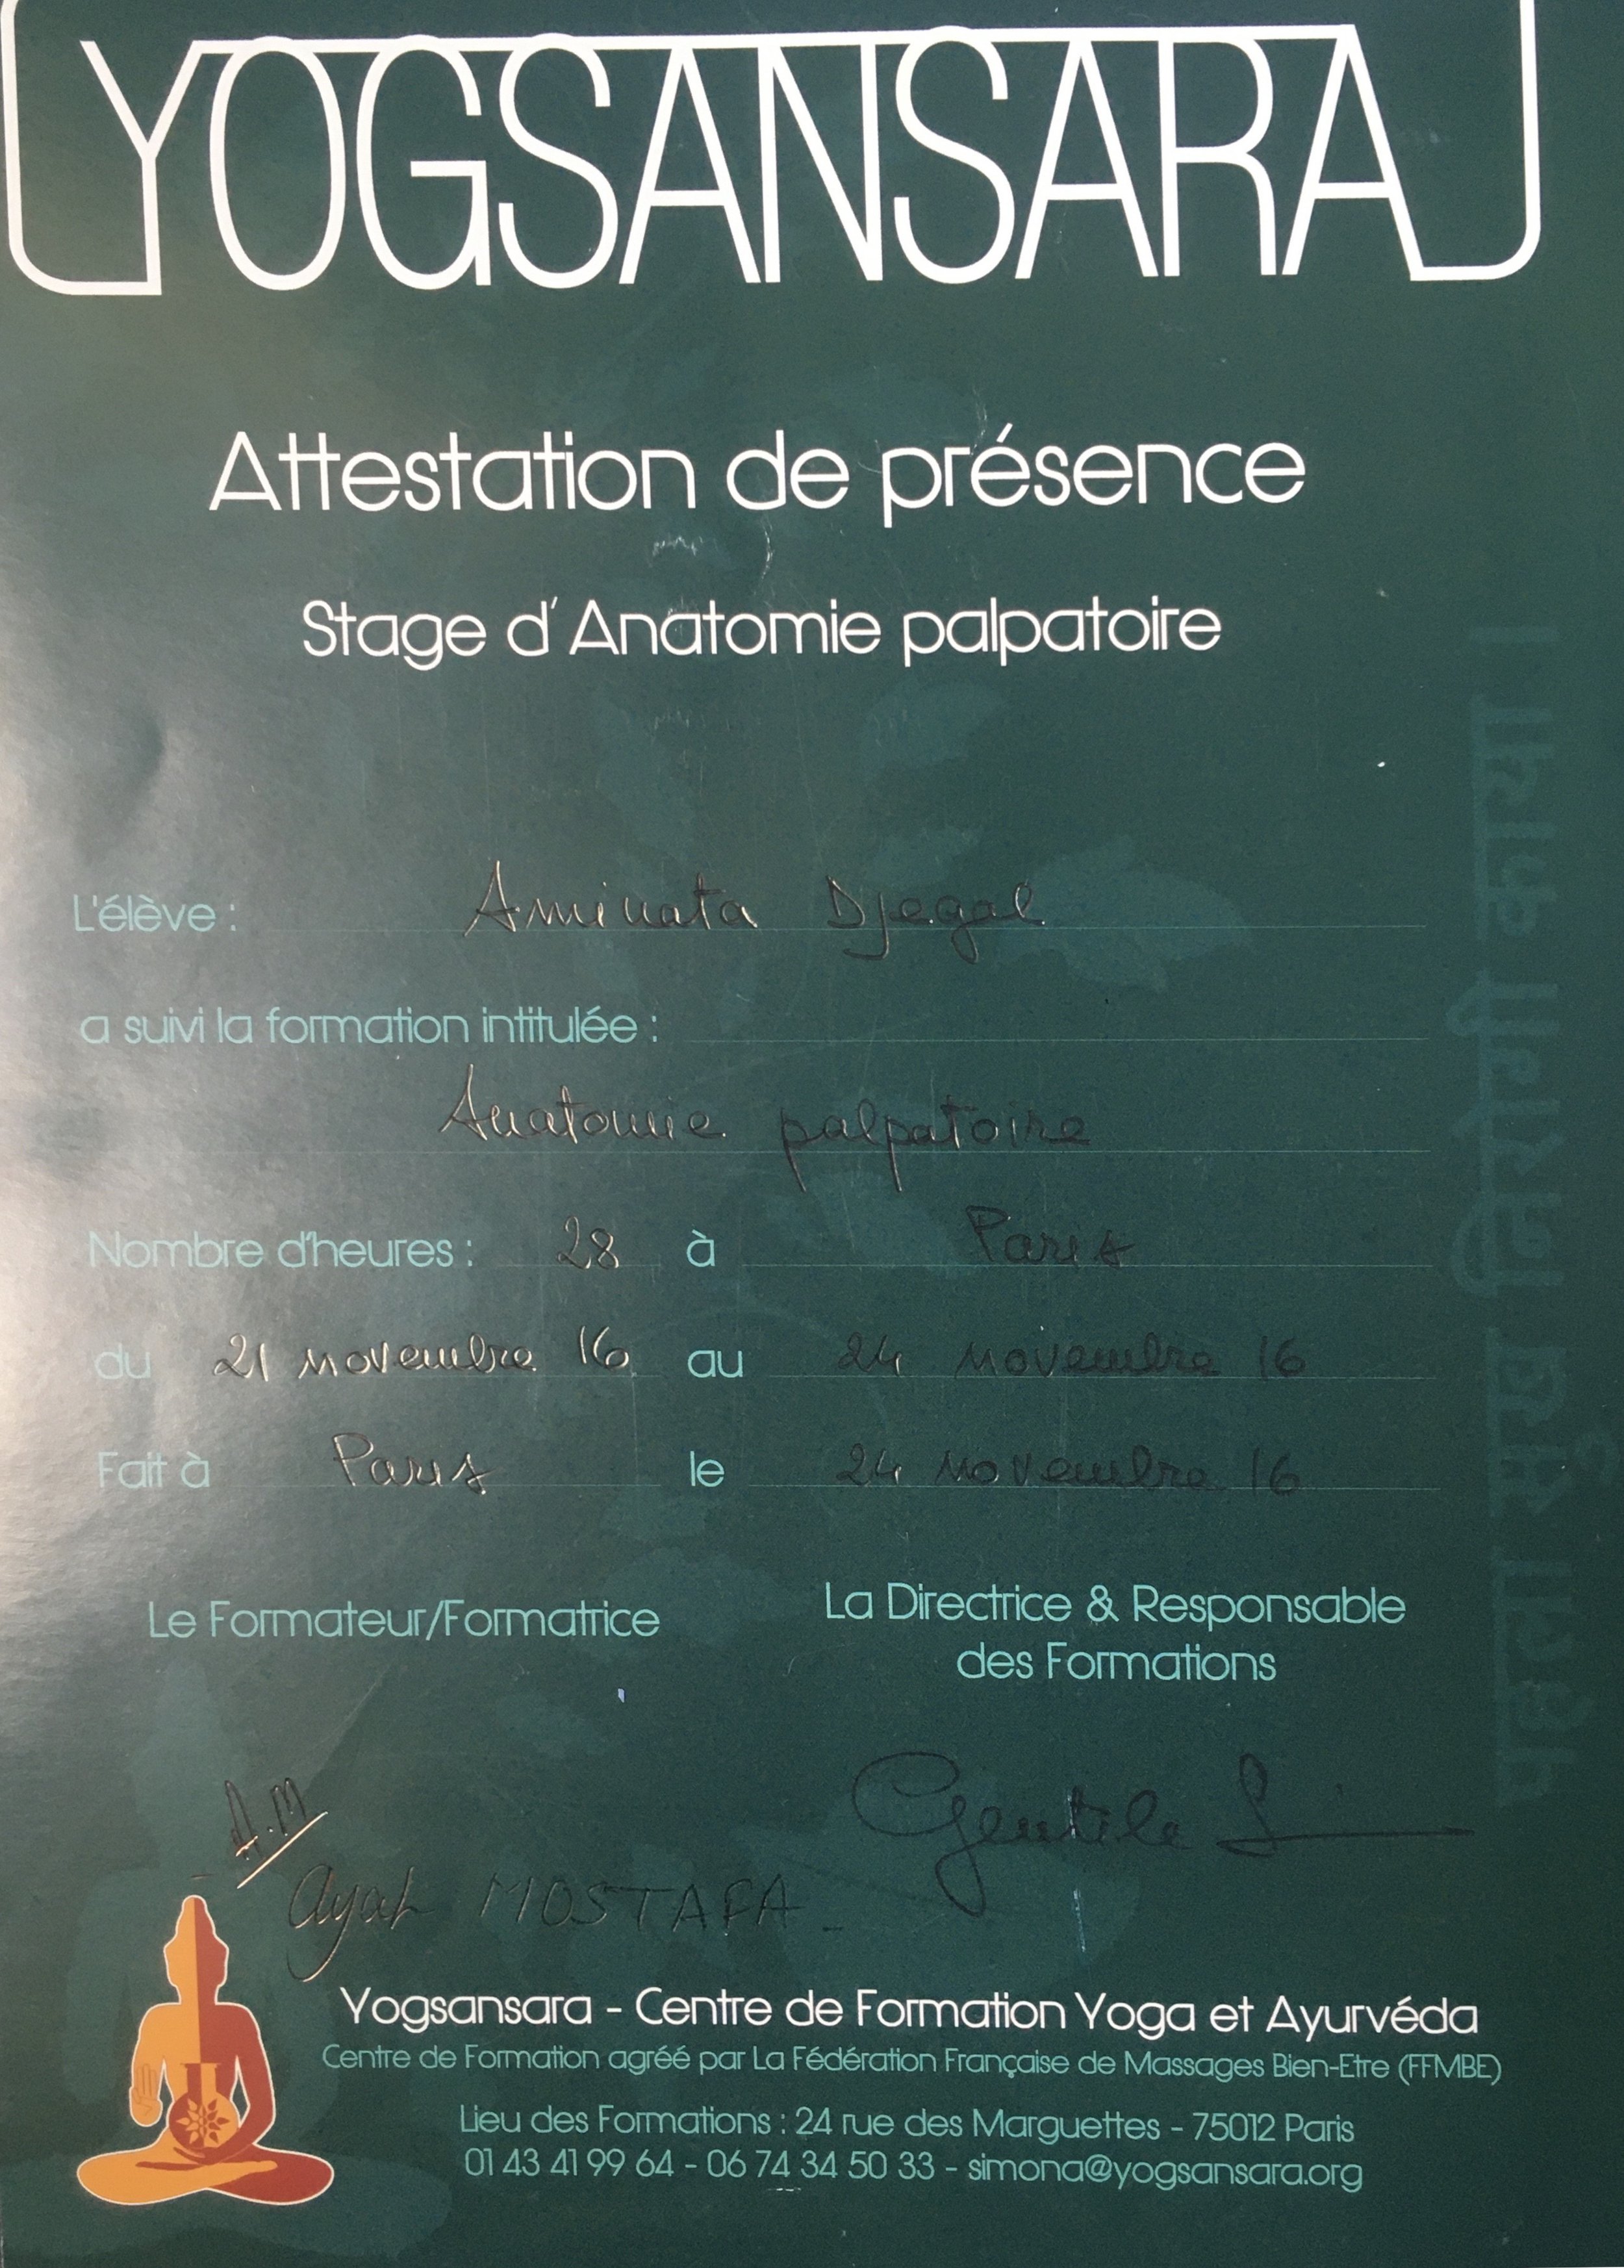 YOGSANSARA
Attestation de présence
Stage d'Anatomie palpatoire
L'élève : Aminata Djegal
a suivi la formation intitulée :
Anatomie palpatoire
Nombre d'heures : 28 à Paris
du 21 novembre 16 au 24 novembre 16
Fait à Paris le 24 novembre 16
Le Formateur/Formatrice
La Directrice & Responsable
des Formations
A.M
Ayah MOSTAFA
Gentile S
Yogsansara - Centre de Formation Yoga et Ayurvéda
Centre de Formation agréé par La Fédération Française de Massages Bien-Etre (FFMBE)
Lieu des Formations : 24 rue des Marguettes - 75012 Paris
01 43 41 99 64 - 06 74 34 50 33 - simona@yogsansara.org
पहला सुख निरोगी काया।